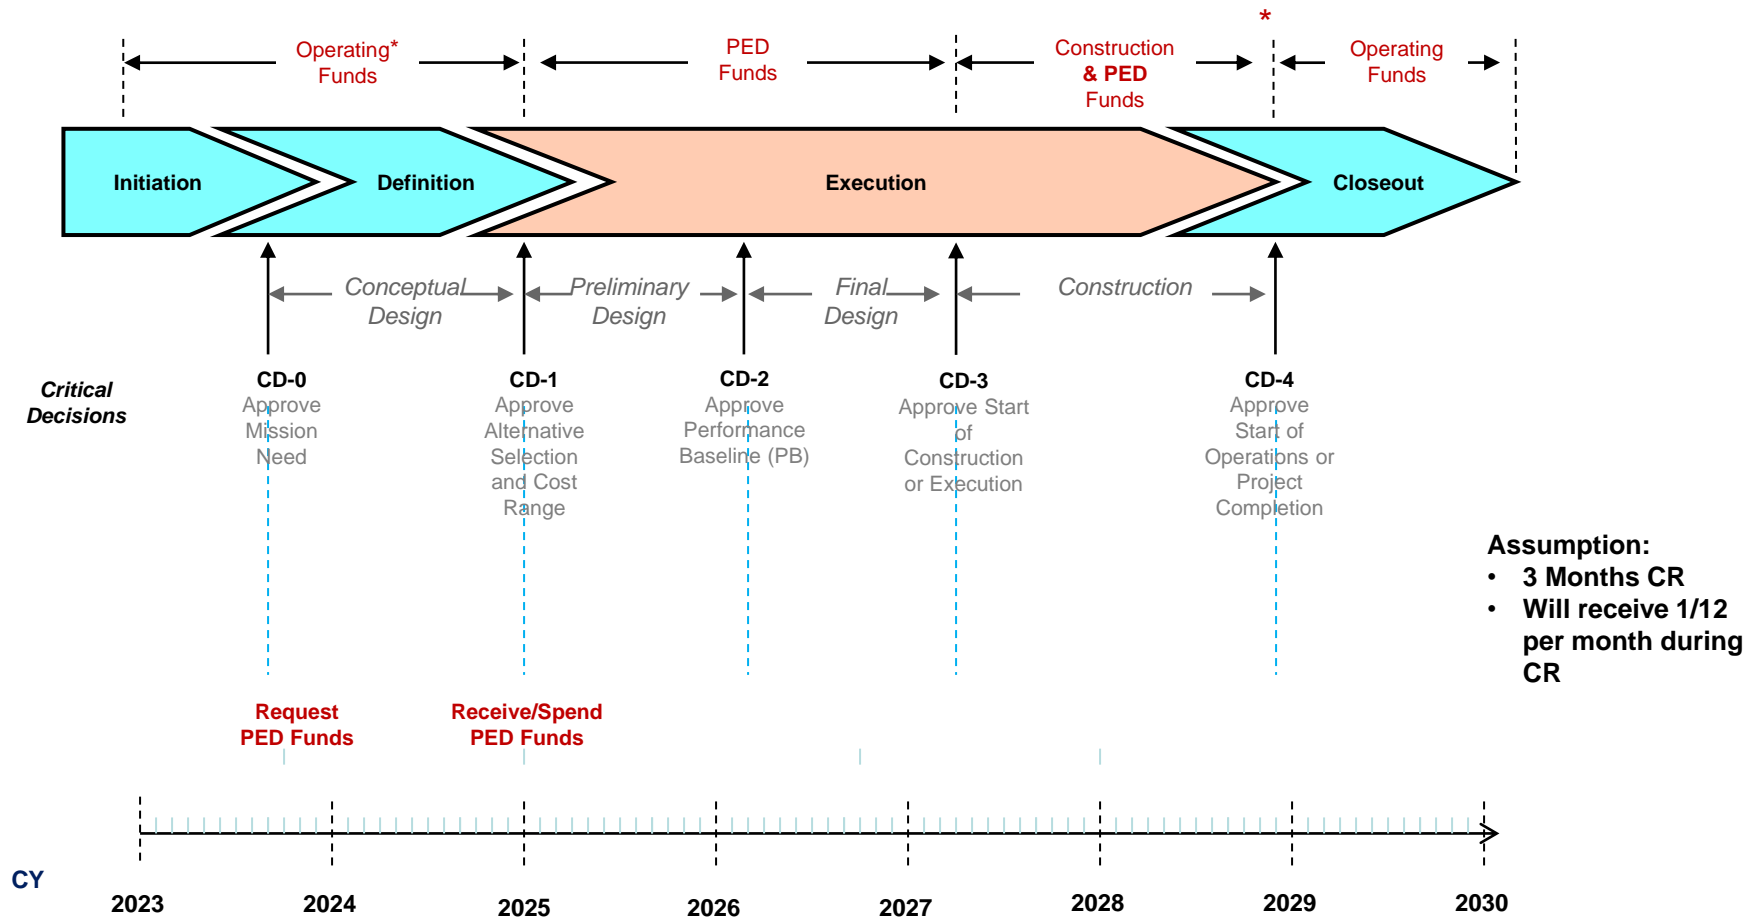 *
Operating*
Funds
PED
Funds
Construction
& PED
Funds
Operating
Funds
Initiation
Definition
Execution
Closeout
Conceptual
Design
Preliminary
Design
Final
Design
Construction
Critical
Decisions
CD-0
Approve
Mission
Need
CD-1
Approve
Alternative
Selection
and Cost
Range
CD-2
Approve
Performance
Baseline (PB)
CD-3
Approve Start
of
Construction
or Execution
CD-4
Approve
Start of
Operations or
Project
Completion
Assumption:
• 3 Months CR
• Will receive 1/12
per month during
CR
Request
PED Funds
Receive/Spend
PED Funds
CY
2023
2024
2025
2026
2027
2028
2029
2030